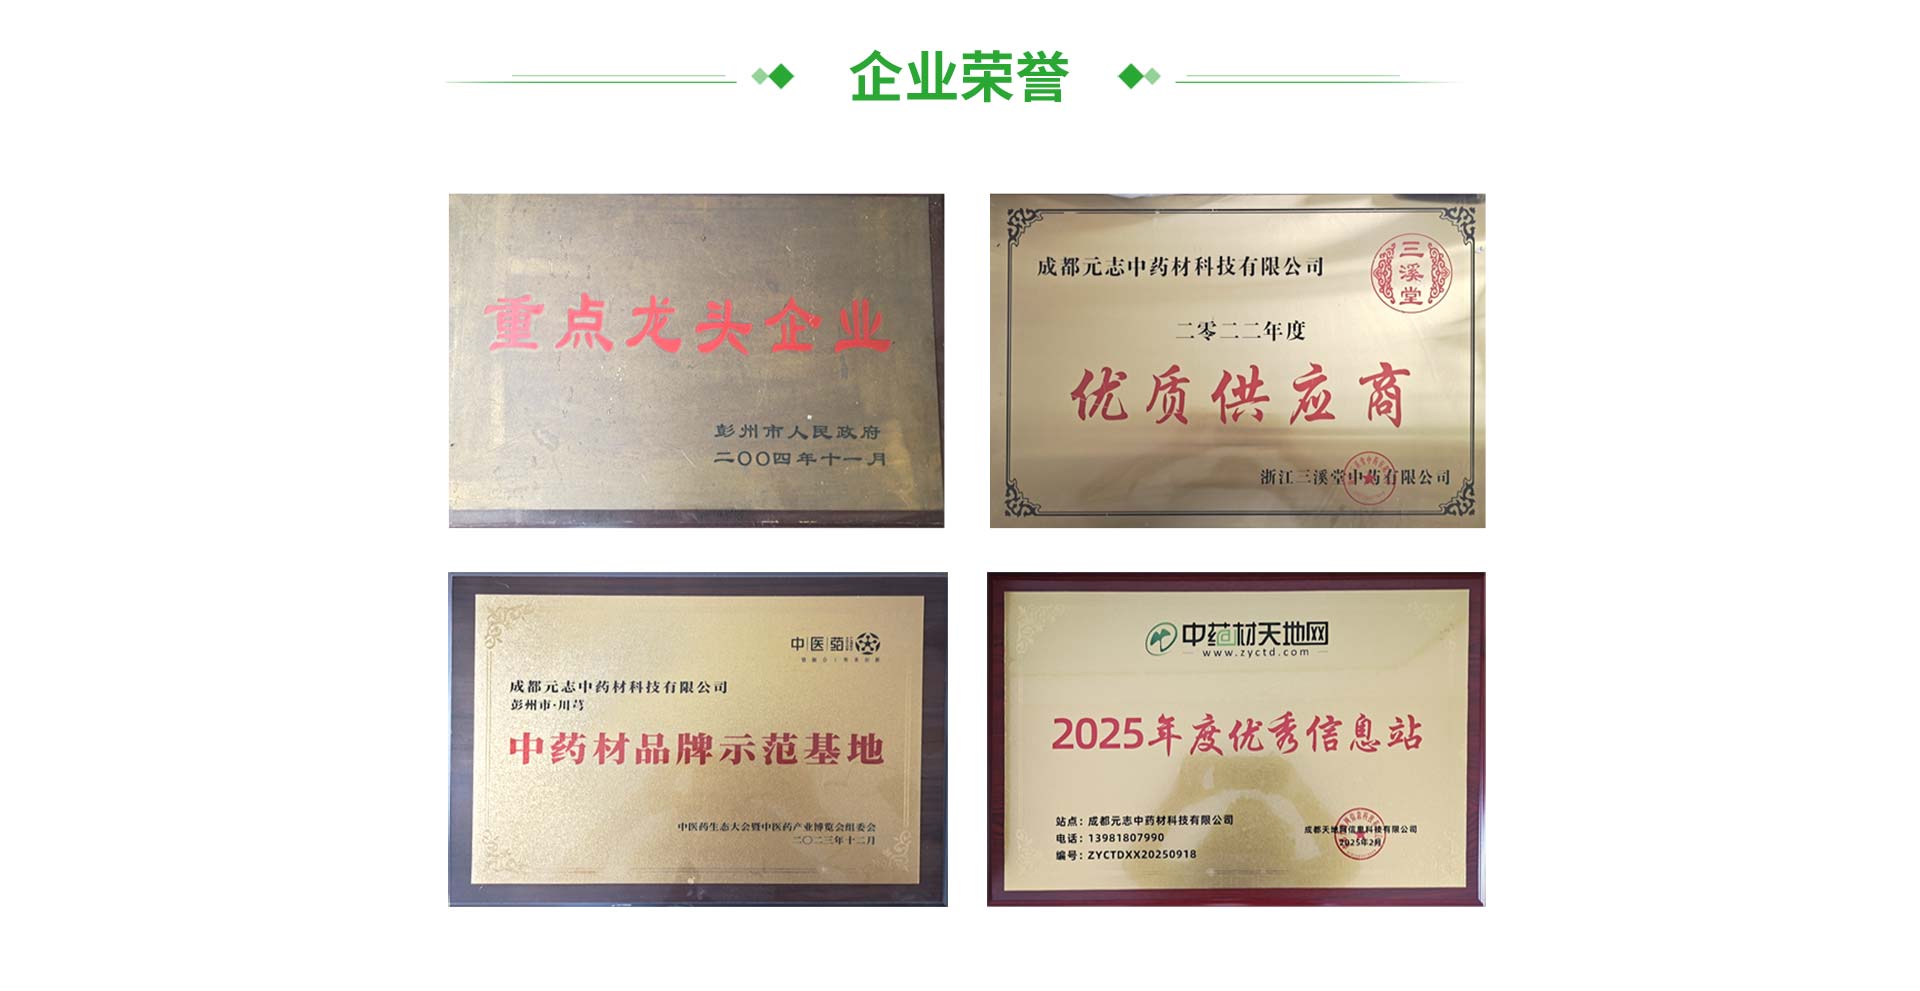 企业荣誉
重点龙头企业
彭州市人民政府
二〇〇四年十一月
成都元志中药材科技有限公司
三溪堂
二零二二年度
优质供应商
浙江三溪堂中药有限公司
中医药
成都元志中药材科技有限公司
彭州市·川芎
中药材品牌示范基地
中医药生态大会暨中医药产业博览会组委会
二〇二三年十二月
中药材天地网
www.zyctd.com
2025年度优秀信息站
站点：成都元志中药材科技有限公司
电话：13981807990
编号：ZYCTDXX20250918
成都天地网信息科技有限公司
2025年2月